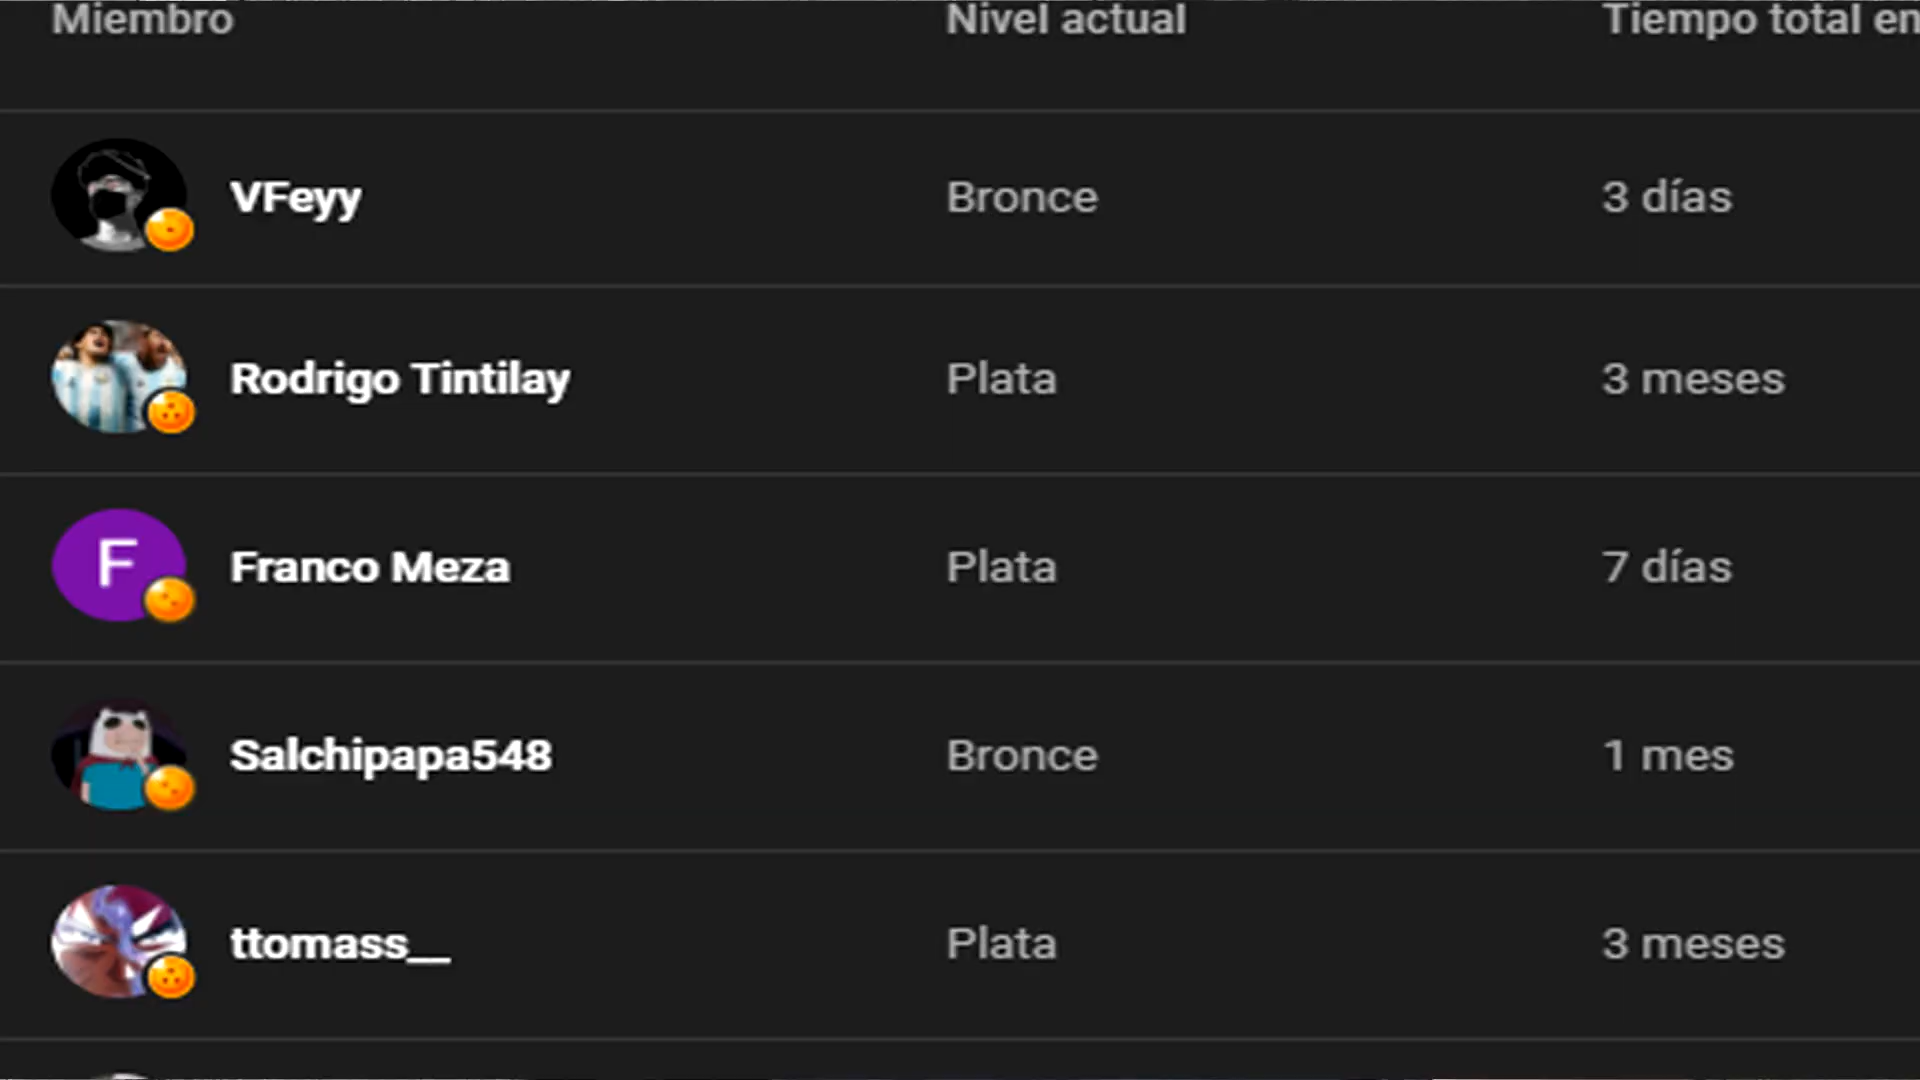 Miembro Nivel actual Tiempo total en
VFeyy Bronce 3 días
Rodrigo Tintilay Plata 3 meses
F Franco Meza Plata 7 días
Salchipapa548 Bronce 1 mes
ttomass__ Plata 3 meses